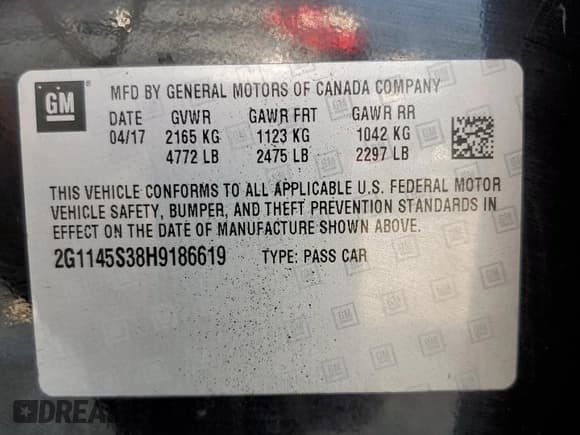 GM
MFD BY GENERAL MOTORS OF CANADA COMPANY
DATE GVWR GAWR FRT GAWR RR
04/17 2165 KG 1123 KG 1042 KG
4772 LB 2475 LB 2297 LB
THIS VEHICLE CONFORMS TO ALL APPLICABLE U.S. FEDERAL MOTOR
VEHICLE SAFETY, BUMPER, AND THEFT PREVENTION STANDARDS IN
EFFECT ON THE DATE OF MANUFACTURE SHOWN ABOVE.
2G1145S38H9186619 TYPE: PASS CAR